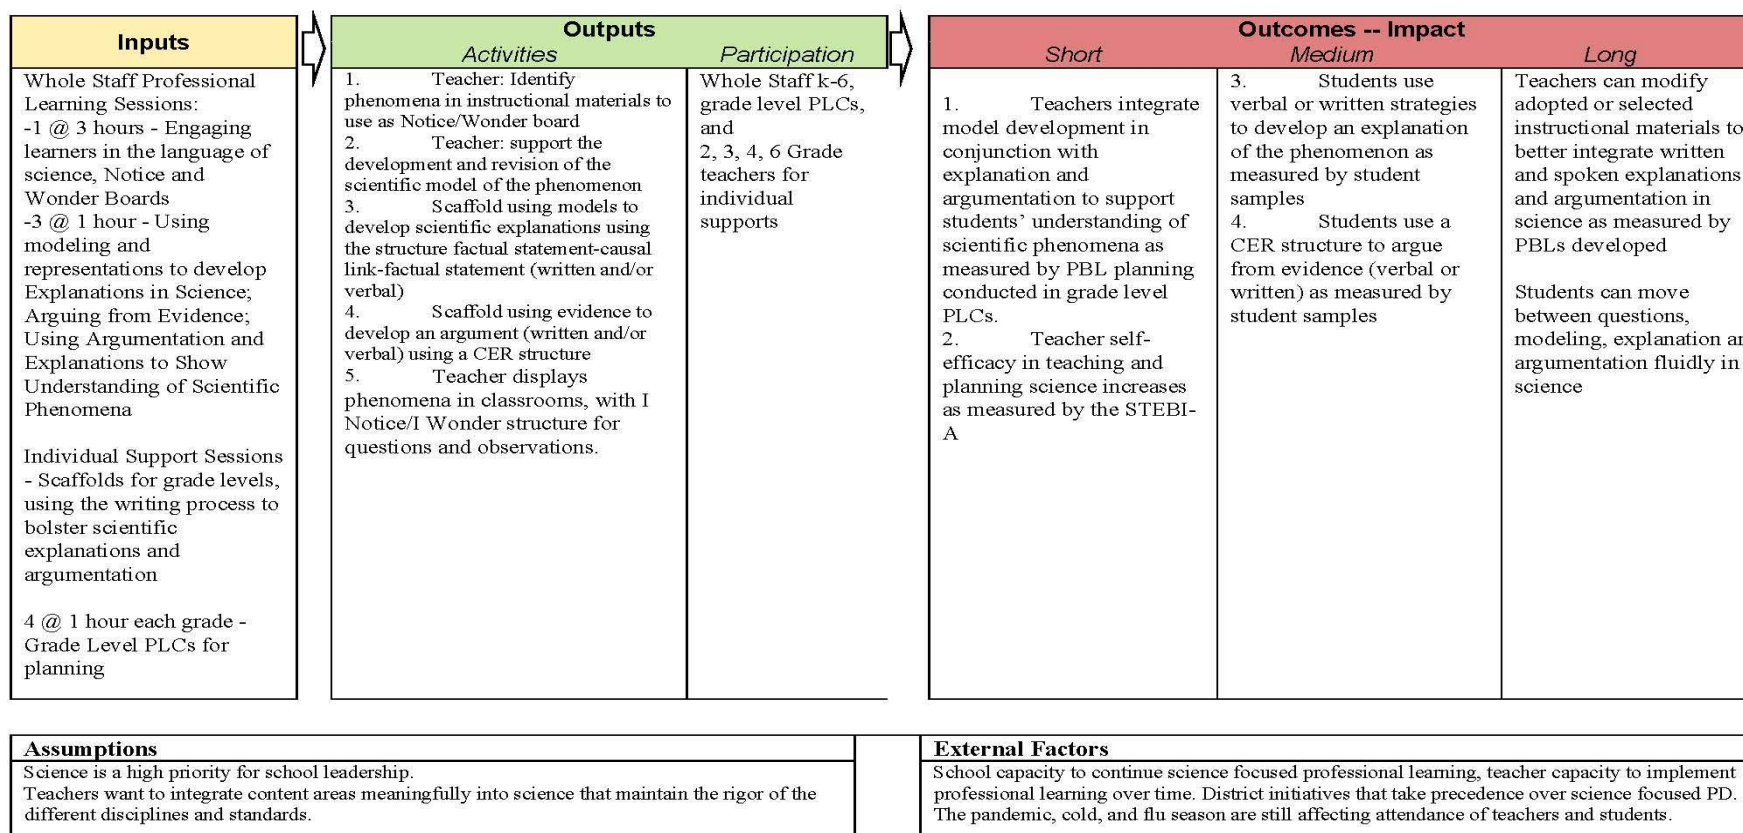 Inputs
Whole Staff Professional
Learning Sessions:
-1 @ 3 hours - Engaging
learners in the language of
science, Notice and
Wonder Boards
-3 @ 1 hour - Using
modeling and
representations to develop
Explanations in Science;
Arguing from Evidence;
Using Argumentation and
Explanations to Show
Understanding of Scientific
Phenomena
Individual Support Sessions
- Scaffolds for grade levels,
using the writing process to
bolster scientific
explanations and
argumentation
4 @ 1 hour each grade -
Grade Level PLCs for
planning
Outputs
Activities
1. Teacher: Identify
phenomena in instructional materials to
use as Notice/Wonder board
2. Teacher: support the
development and revision of the
scientific model of the phenomenon
3. Scaffold using models to
develop scientific explanations using
the structure factual statement-causal
link-factual statement (written and/or
verbal)
4. Scaffold using evidence to
develop an argument (written and/or
verbal) using a CER structure
5. Teacher displays
phenomena in classrooms, with I
Notice/I Wonder structure for
questions and observations.
Participation
Whole Staff k-6,
grade level PLCs,
and
2, 3, 4, 6 Grade
teachers for
individual
supports
Outcomes -- Impact
Short
1. Teachers integrate
model development in
conjunction with
explanation and
argumentation to support
students' understanding of
scientific phenomena as
measured by PBL planning
conducted in grade level
PLCs.
2. Teacher self-
efficacy in teaching and
planning science increases
as measured by the STEBI-
A
Medium
3. Students use
verbal or written strategies
to develop an explanation
of the phenomenon as
measured by student
samples
4. Students use a
CER structure to argue
from evidence (verbal or
written) as measured by
student samples
Long
Teachers can modify
adopted or selected
instructional materials to
better integrate written
and spoken explanations
and argumentation in
science as measured by
PBLs developed
Students can move
between questions,
modeling, explanation an
argumentation fluidly in
science
Assumptions
Science is a high priority for school leadership.
Teachers want to integrate content areas meaningfully into science that maintain the rigor of the
different disciplines and standards.
External Factors
School capacity to continue science focused professional learning, teacher capacity to implement
professional learning over time. District initiatives that take precedence over science focused PD.
The pandemic, cold, and flu season are still affecting attendance of teachers and students.